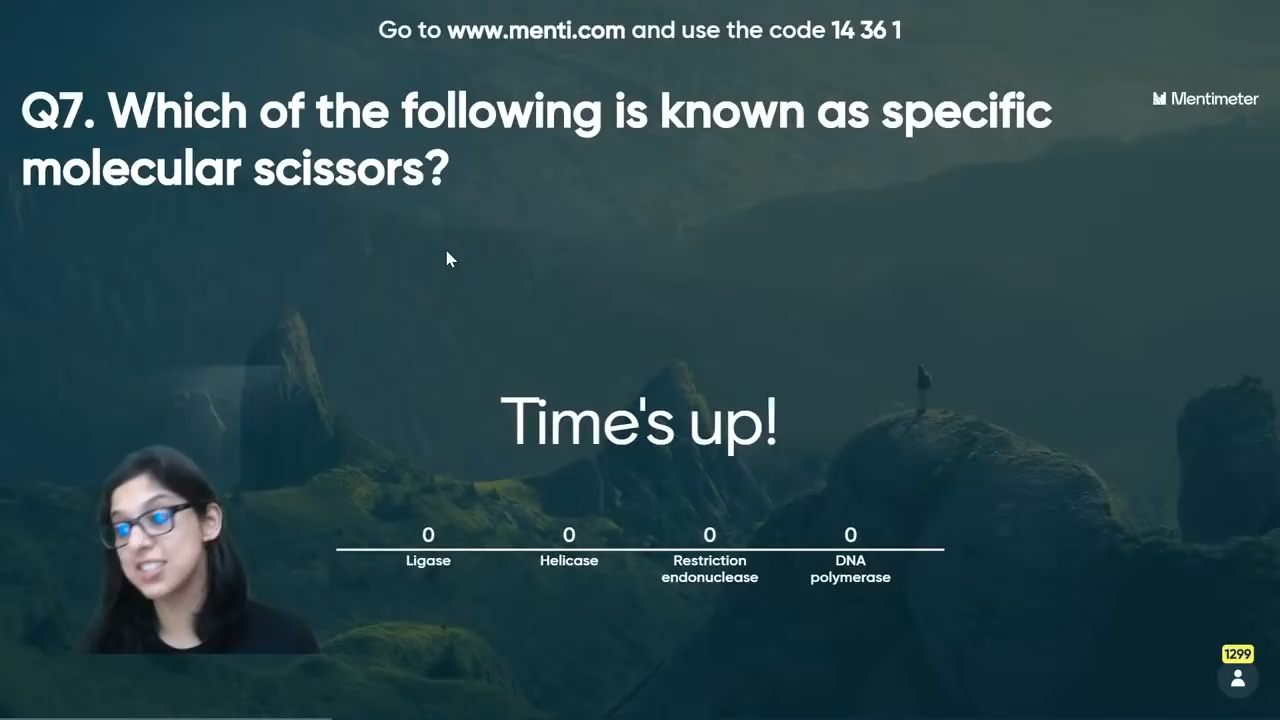 Go to www.menti.com and use the code 14 36 1
Q7. Which of the following is known as specific
molecular scissors?
Mentimeter
Time's up!
0 0 0 0
Ligase Helicase Restriction endonuclease DNA polymerase
1299